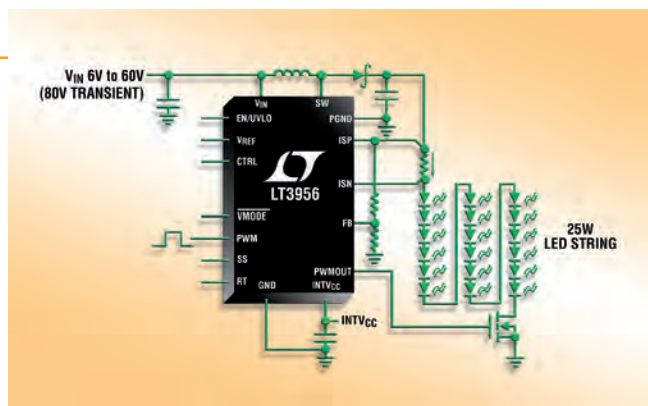 VIN 6V to 60V
(80V TRANSIENT)
VIN
SW
EN/UVLO
PGND
VREF
ISP
CTRL
LT3956
ISN
VMODE
FB
PWM
SS
PWMOUT
RT
GND
INTVCC
INTVCC
25W
LED STRING